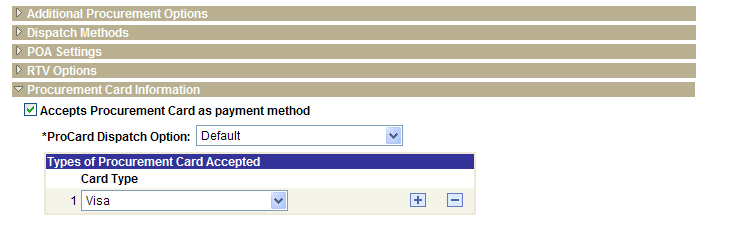 Additional Procurement Options
Dispatch Methods
POA Settings
RTV Options
Procurement Card Information
Accepts Procurement Card as payment method
*ProCard Dispatch Option: Default
Types of Procurement Card Accepted
Card Type
1 Visa